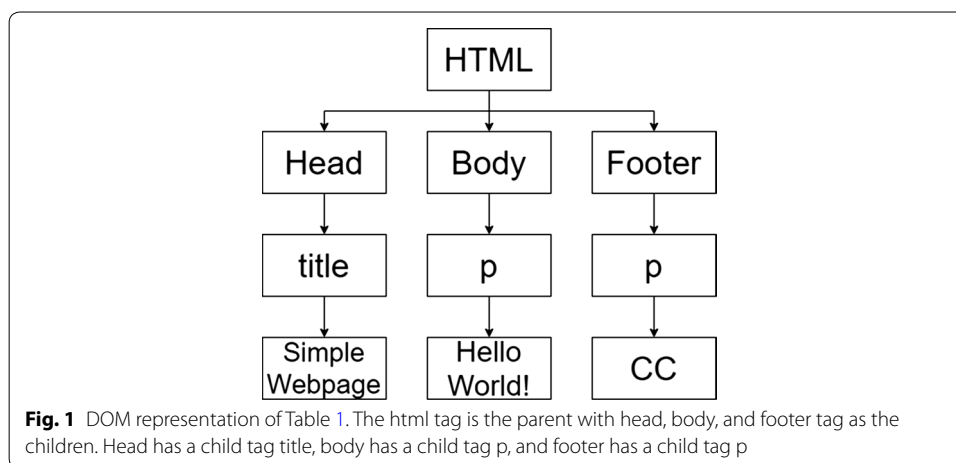 HTML
Head
Body
Footer
title
p
p
Simple
Webpage
Hello
World!
CC
Fig. 1 DOM representation of Table 1. The html tag is the parent with head, body, and footer tag as the
children. Head has a child tag title, body has a child tag p, and footer has a child tag p